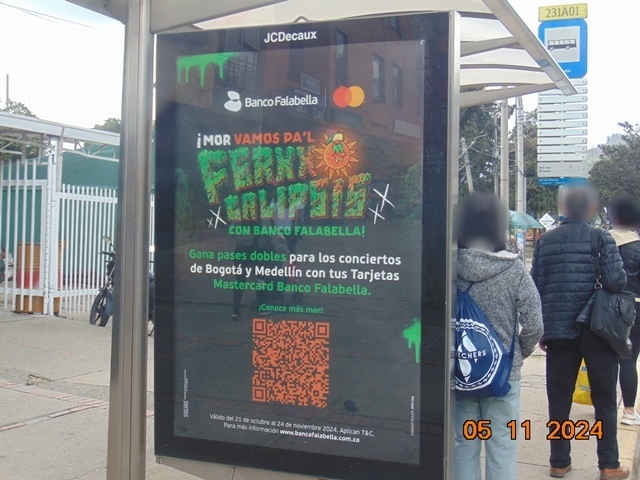 JCDecaux
231A01
Banco Falabella
¡MOR VAMOS PA'L
FERXXO
CALIPSIS
CON BANCO FALABELLA!
Gana pases dobles para los conciertos
de Bogotá y Medellín con tus Tarjetas
Mastercard Banco Falabella.
¡Conoce más mor!
Válido del 21 de octubre al 24 de noviembre 2024. Aplican T&C.
Para más información www.bancofalabella.com.co
SKECHERS
05 11 2024